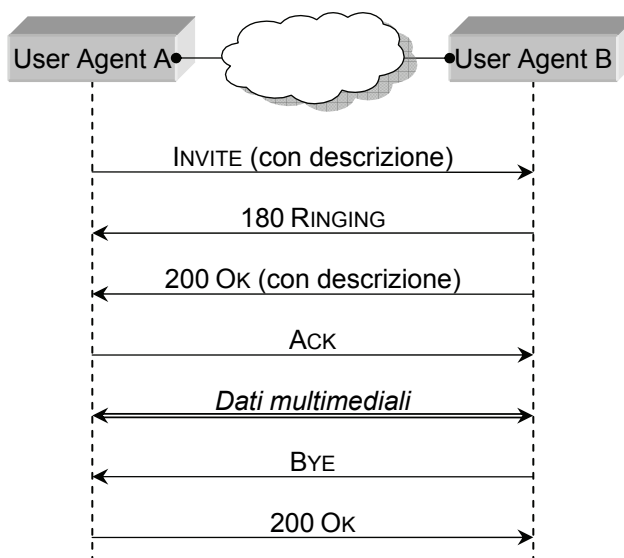 User Agent A
User Agent B
INVITE (con descrizione)
180 RINGING
200 OK (con descrizione)
ACK
Dati multimediali
BYE
200 OK